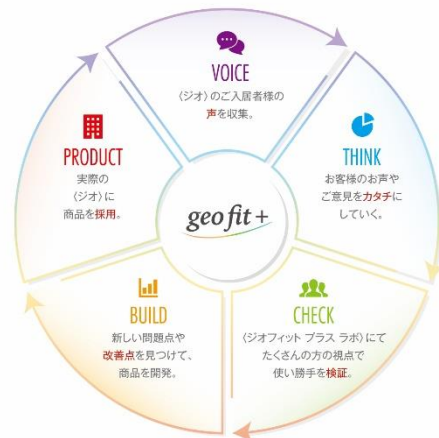 VOICE
〈ジオ〉のご入居者様の
声を収集。
THINK
お客様のお声や
ご意見をカタチに
していく。
CHECK
〈ジオフィット プラス ラボ〉にて
たくさんの方の視点で
使い勝手を検証。
BUILD
新しい問題点や
改善点を見つけて、
商品を開発。
PRODUCT
実際の
〈ジオ〉に
商品を採用。
geo fit +